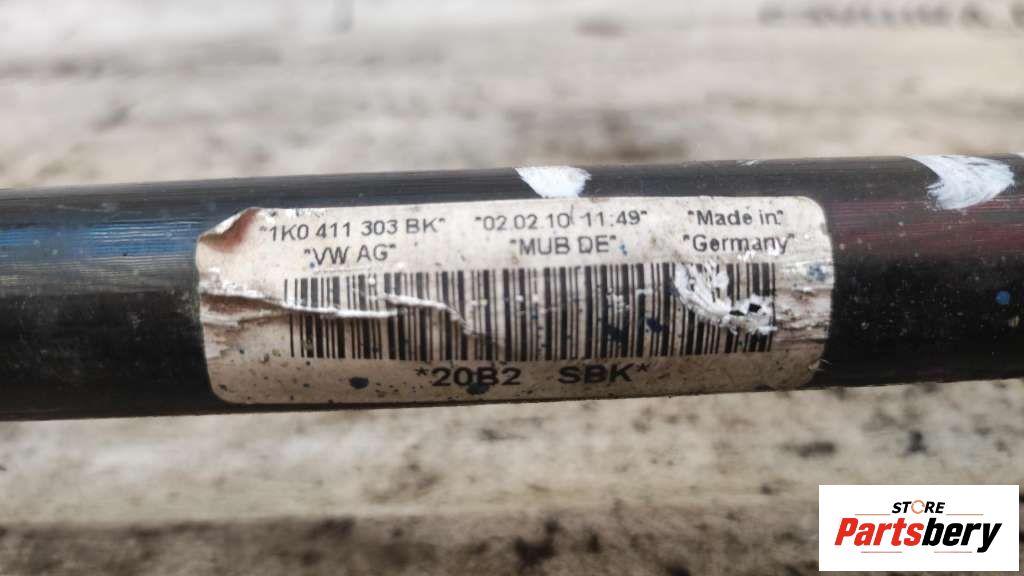 "1K0 411 303 BK" "02 02 10 11:49" "Made in"
"VW AG" "MUB DE" "Germany"
*20B2 SBK*
STORE
Partsbery